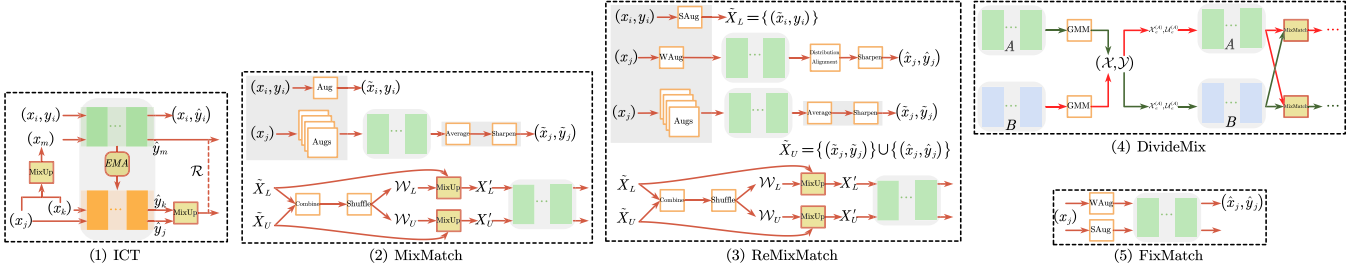 (x_i, y_i)
(x_i, ŷ_i)
(x_m)
ŷ_m
EMA
MixUp
ℛ
(x_k)
ŷ_k
MixUp
(x_j)
ŷ_j
(1) ICT
(x_i, y_i)
Aug
(x̃_i, y_i)
(x_j)
Augs
Average
Sharpen
(x̃_j, ỹ_j)
X̃_L
Combine
Shuffle
𝒲_L
MixUp
X'_L
X̃_U
𝒲_U
MixUp
X'_U
(2) MixMatch
(x_i, y_i)
SAug
X̃_L = {(x̃_i, y_i)}
(x_j)
WAug
Distribution
Alignment
Sharpen
(x̂_j, ŷ_j)
(x_j)
Augs
Average
Sharpen
(x̃_j, ỹ_j)
X̃_U = {(x̃_j, ỹ_j)} ∪ {(x̂_j, ŷ_j)}
X̃_L
Combine
Shuffle
𝒲_L
MixUp
X'_L
X̃_U
𝒲_U
MixUp
X'_U
(3) ReMixMatch
A
GMM
A
MixMatch
(𝒳, 𝒴)
B
GMM
B
MixMatch
(4) DivideMix
(x_j)
WAug
(x̂_j, ŷ_j)
SAug
(5) FixMatch